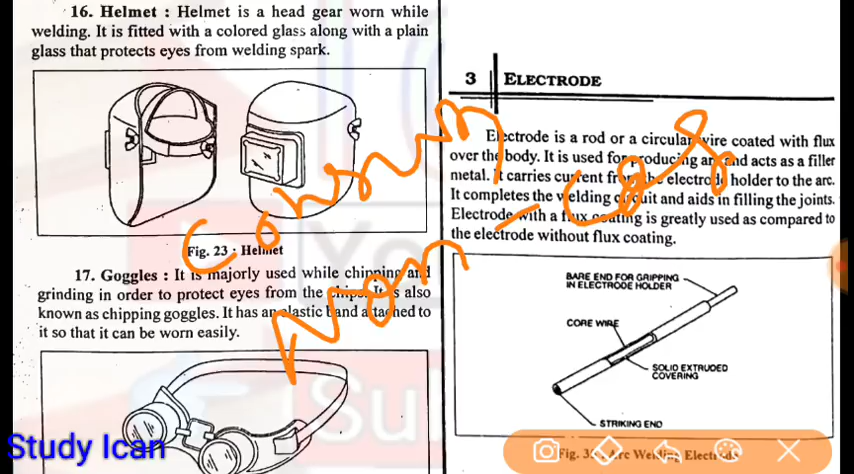 16. Helmet : Helmet is a head gear worn while
welding. It is fitted with a colored glass along with a plain
glass that protects eyes from welding spark.
Fig. 23 : Helmet
17. Goggles : It is majorly used while chipping and
grinding in order to protect eyes from the chips. It is also
known as chipping goggles. It has an elastic band attached to
it so that it can be worn easily.
Study Ican
3 ELECTRODE
Electrode is a rod or a circular wire coated with flux
over the body. It is used for producing arc and acts as a filler
metal. It carries current from the electrode holder to the arc.
It completes the welding circuit and aids in filling the joints.
Electrode with a flux coating is greatly used as compared to
the electrode without flux coating.
BARE END FOR GRIPPING
IN ELECTRODE HOLDER
CORE WIRE
SOLID EXTRUDED
COVERING
STRIKING END
Arc Welding Electrode
Consum
Non -